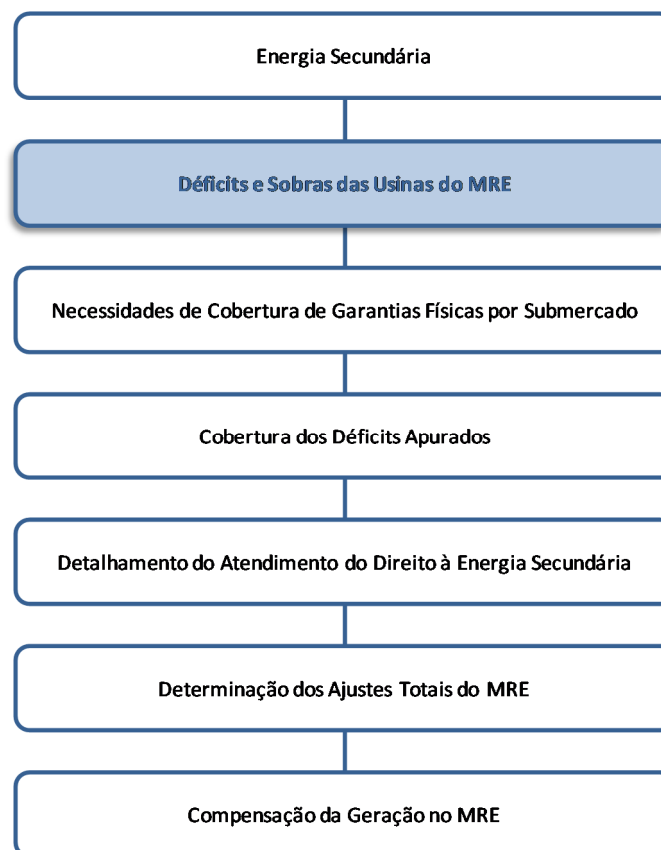 Energia Secundária
Déficits e Sobras das Usinas do MRE
Necessidades de Cobertura de Garantias Físicas por Submercado
Cobertura dos Déficits Apurados
Detalhamento do Atendimento do Direito à Energia Secundária
Determinação dos Ajustes Totais do MRE
Compensação da Geração no MRE